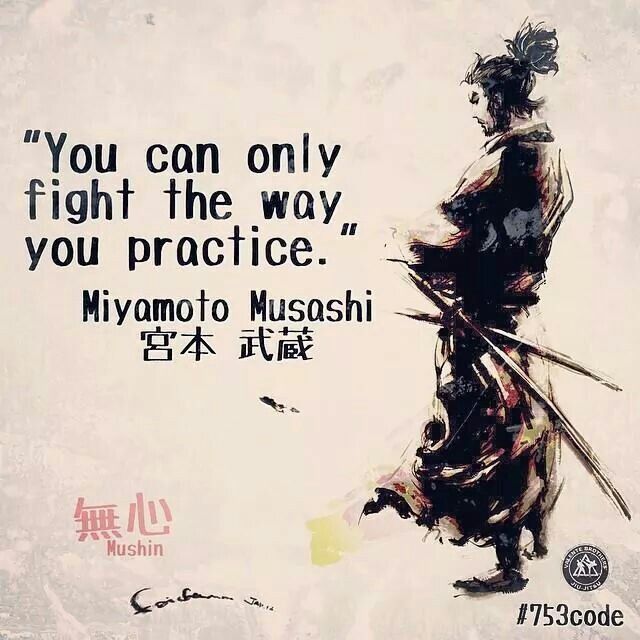 "You can only
fight the way
you practice."
Miyamoto Musashi
宮本 武蔵
無心
Mushin
#753code